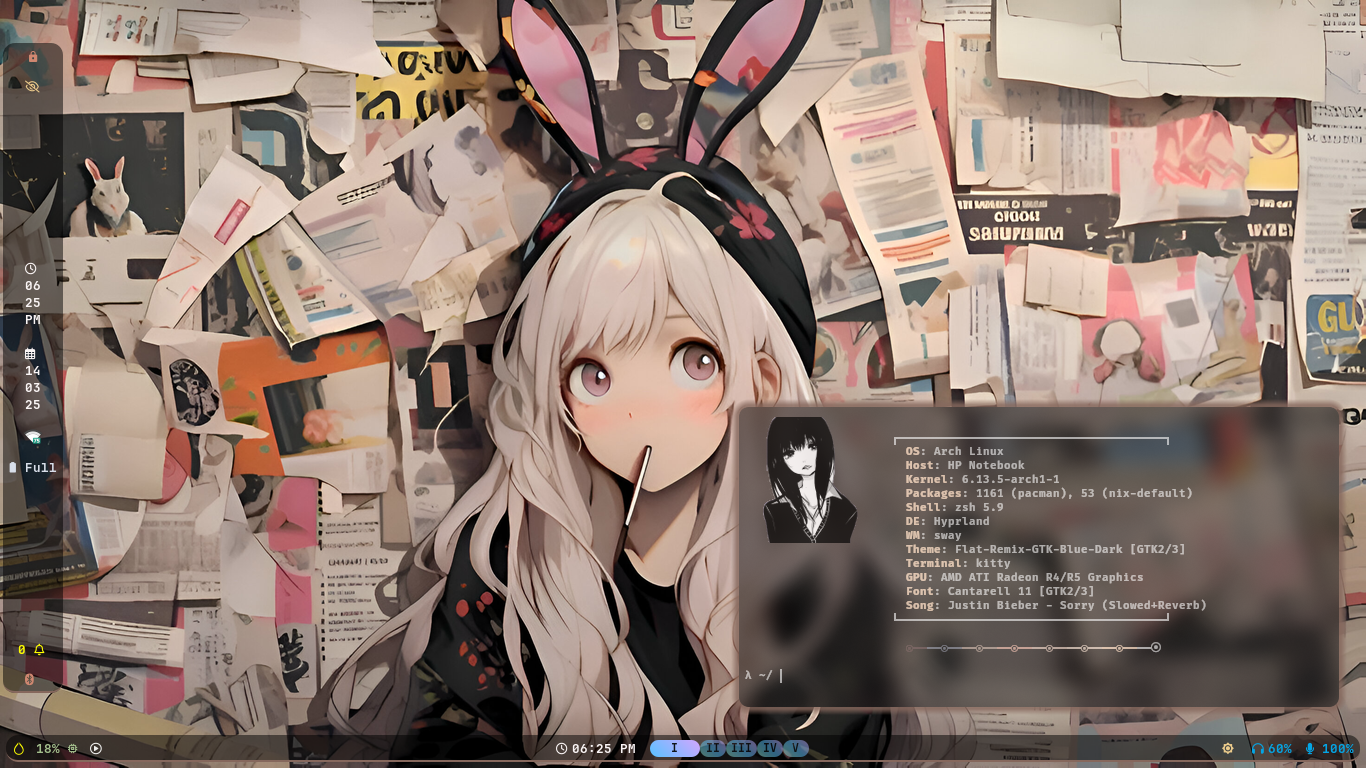 06
25
PM
14
03
25
Full
0
OS: Arch Linux
Host: HP Notebook
Kernel: 6.13.5-arch1-1
Packages: 1161 (pacman), 53 (nix-default)
Shell: zsh 5.9
DE: Hyprland
WM: sway
Theme: Flat-Remix-GTK-Blue-Dark [GTK2/3]
Terminal: kitty
GPU: AMD ATI Radeon R4/R5 Graphics
Font: Cantarell 11 [GTK2/3]
Song: Justin Bieber - Sorry (Slowed+Reverb)
λ ~/
18%
06:25 PM
I II III IV V
60%
100%